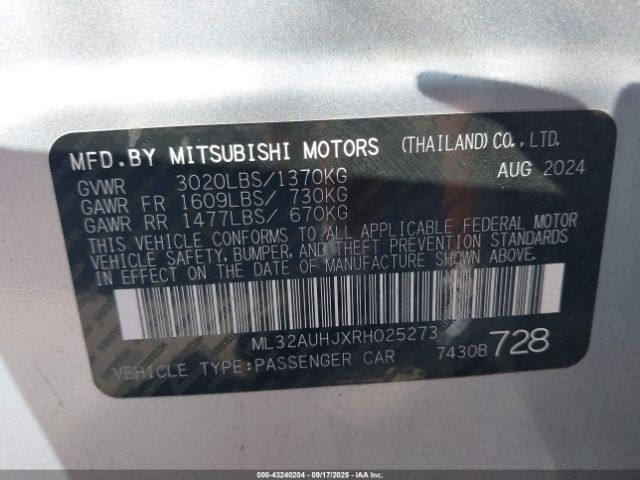 MFD.BY MITSUBISHI MOTORS (THAILAND)CO.,LTD.
AUG 2024
GVWR 3020LBS/1370KG
GAWR FR 1609LBS/ 730KG
GAWR RR 1477LBS/ 670KG
THIS VEHICLE CONFORMS TO ALL APPLICABLE FEDERAL MOTOR
VEHICLE SAFETY, BUMPER, AND THEFT PREVENTION STANDARDS
IN EFFECT ON THE DATE OF MANUFACTURE SHOWN ABOVE.
ML32AUHJXRH025273
VEHICLE TYPE:PASSENGER CAR 7430B 728
000-43240204 - 09/17/2025 - COPART